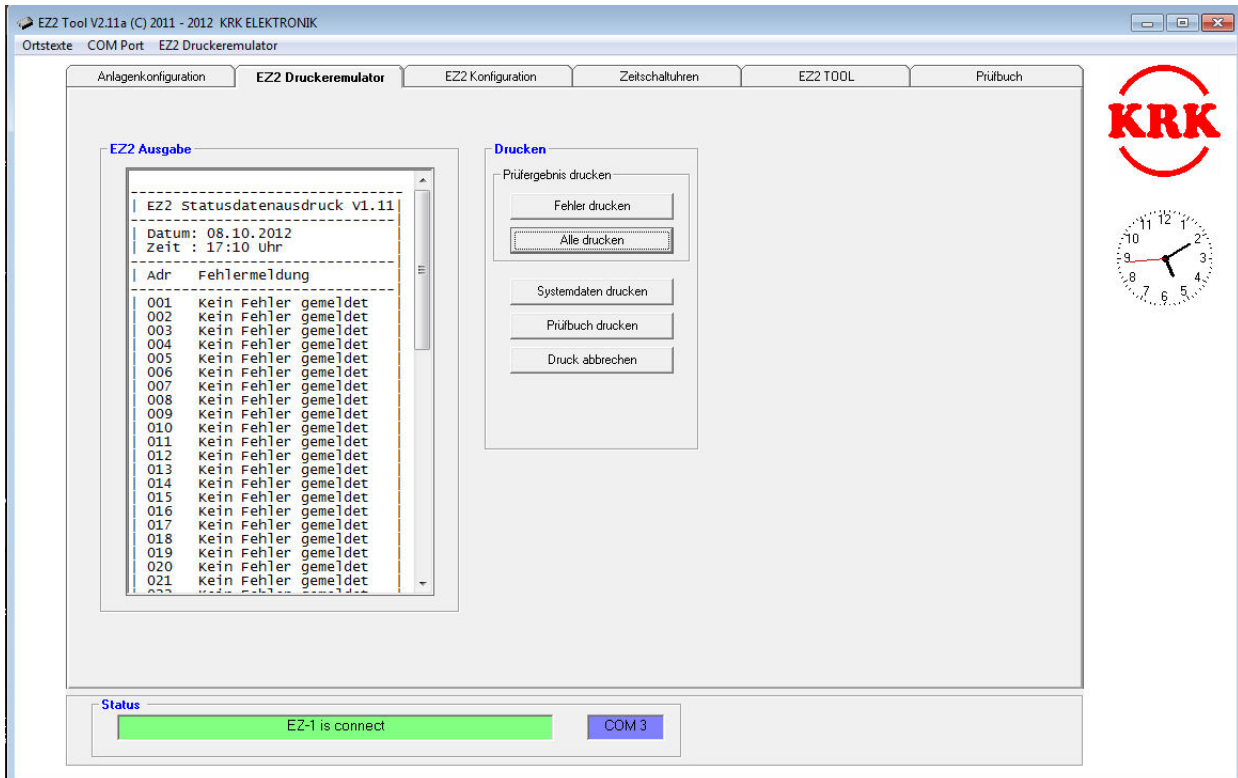 EZ2 Tool V2.11a (C) 2011 - 2012 KRK ELEKTRONIK
Ortstexte COM Port EZ2 Druckeremulator
Anlagenkonfiguration EZ2 Druckeremulator EZ2 Konfiguration Zeitschaltuhren EZ2 TOOL Prüfbuch
KRK
EZ2 Ausgabe
---------------------------------
| EZ2 Statusdatenausdruck V1.11|
---------------------------------
| Datum: 08.10.2012 |
| Zeit : 17:10 Uhr |
---------------------------------
| Adr Fehlermeldung |
---------------------------------
| 001 Kein Fehler gemeldet |
| 002 Kein Fehler gemeldet |
| 003 Kein Fehler gemeldet |
| 004 Kein Fehler gemeldet |
| 005 Kein Fehler gemeldet |
| 006 Kein Fehler gemeldet |
| 007 Kein Fehler gemeldet |
| 008 Kein Fehler gemeldet |
| 009 Kein Fehler gemeldet |
| 010 Kein Fehler gemeldet |
| 011 Kein Fehler gemeldet |
| 012 Kein Fehler gemeldet |
| 013 Kein Fehler gemeldet |
| 014 Kein Fehler gemeldet |
| 015 Kein Fehler gemeldet |
| 016 Kein Fehler gemeldet |
| 017 Kein Fehler gemeldet |
| 018 Kein Fehler gemeldet |
| 019 Kein Fehler gemeldet |
| 020 Kein Fehler gemeldet |
| 021 Kein Fehler gemeldet |
Drucken
Prüfergebnis drucken
Fehler drucken
Alle drucken
Systemdaten drucken
Prüfbuch drucken
Druck abbrechen
12 1 2 3 4 5 6 7 8 9 10 11
Status
EZ-1 is connect COM 3